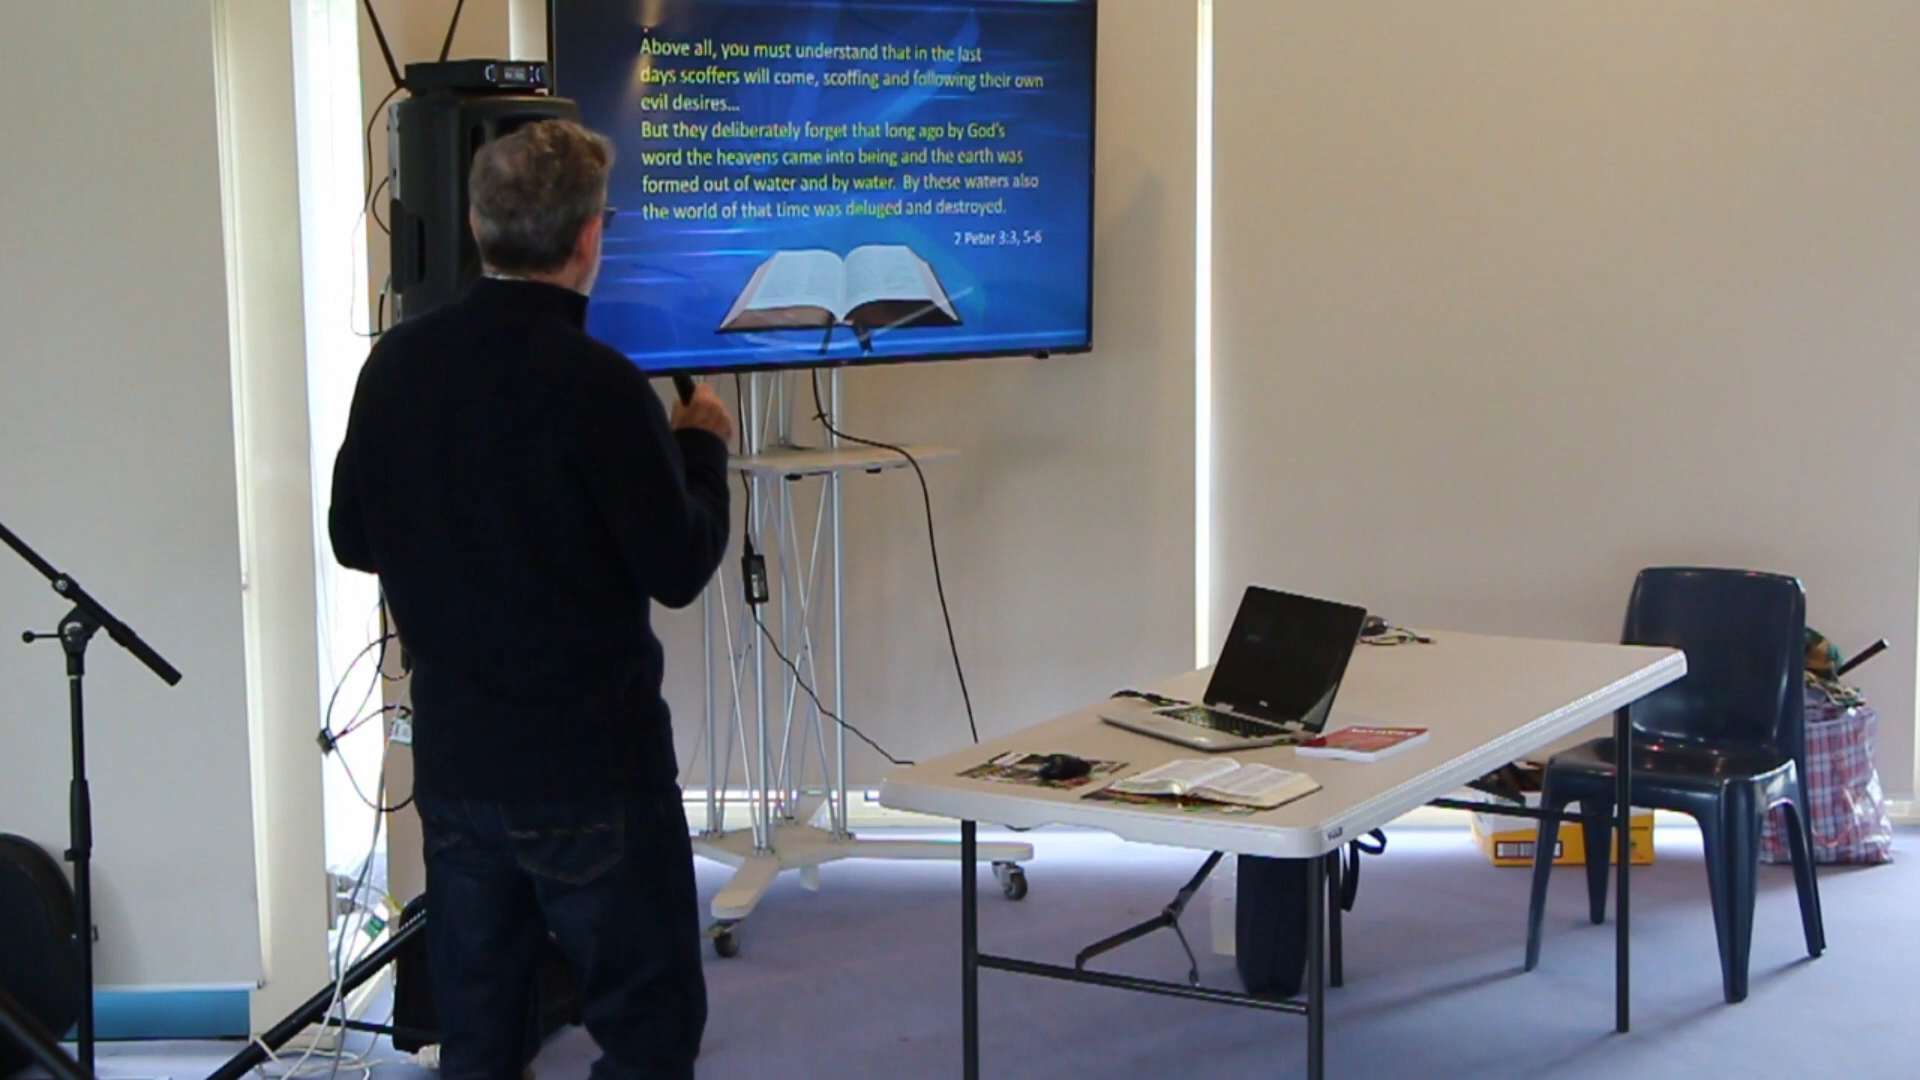 Above all, you must understand that in the last
days scoffers will come, scoffing and following their own
evil desires...
But they deliberately forget that long ago by God's
word the heavens came into being and the earth was
formed out of water and by water. By these waters also
the world of that time was deluged and destroyed.
2 Peter 3:3, 5-6